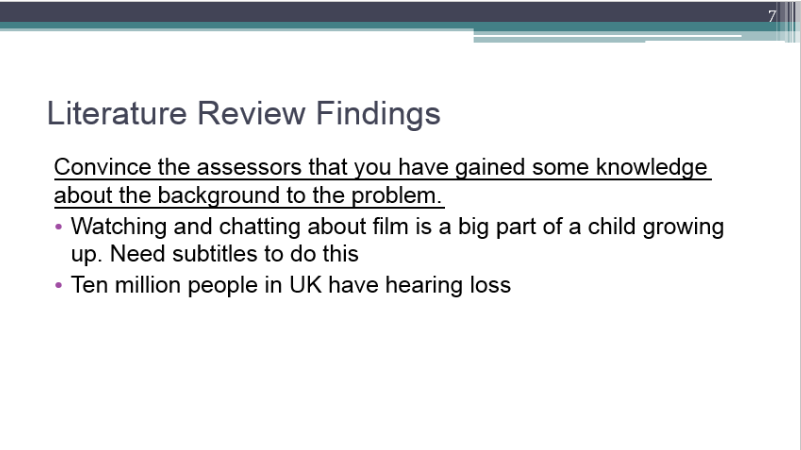 7
Literature Review Findings
Convince the assessors that you have gained some knowledge
about the background to the problem.
• Watching and chatting about film is a big part of a child growing
up. Need subtitles to do this
• Ten million people in UK have hearing loss